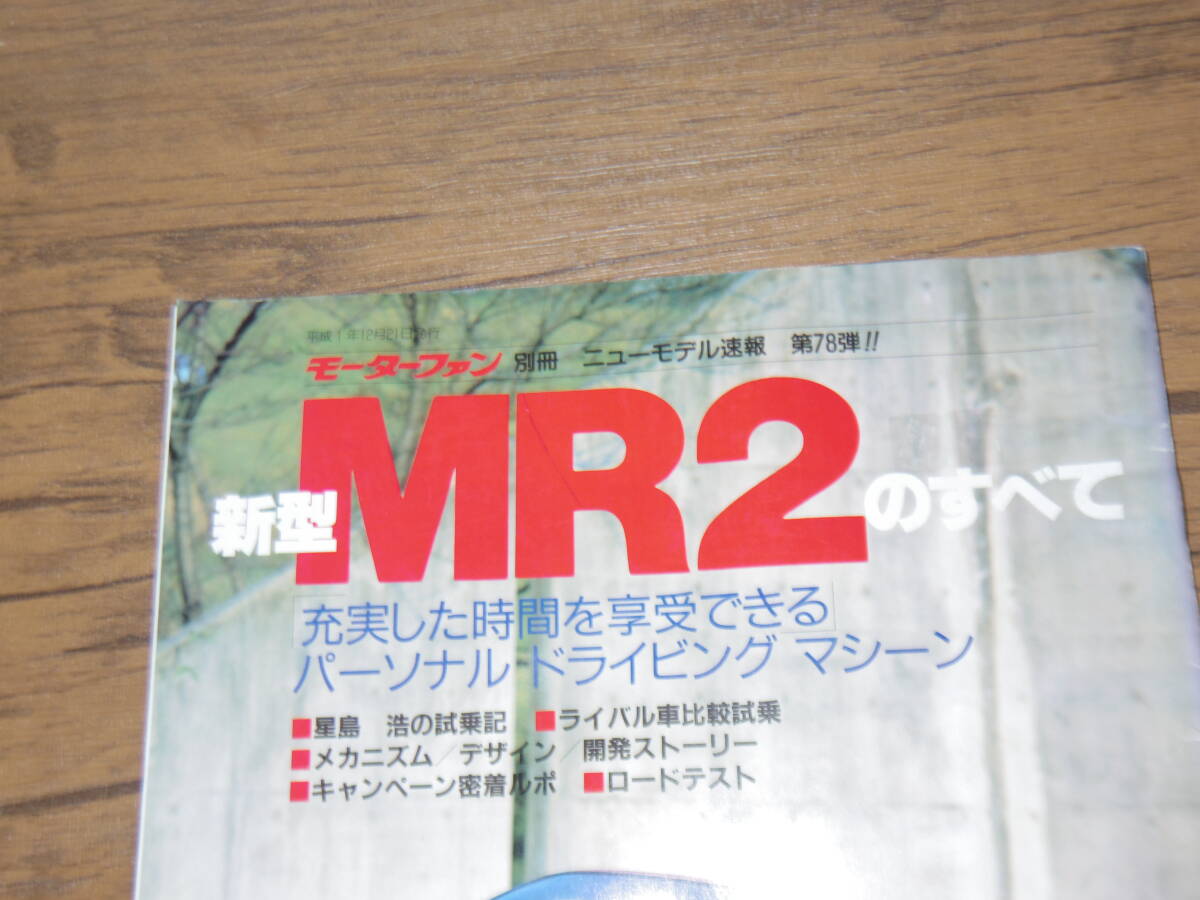 平成1年12月21日発行
モーターファン 別冊 ニューモデル速報 第78弾!!
新型MR2のすべて
「充実した時間を享受できる」
パーソナル ドライビング マシーン
■星島 浩の試乗記 ■ライバル車比較試乗
■メカニズム/デザイン/開発ストーリー
■キャンペーン密着ルポ ■ロードテスト